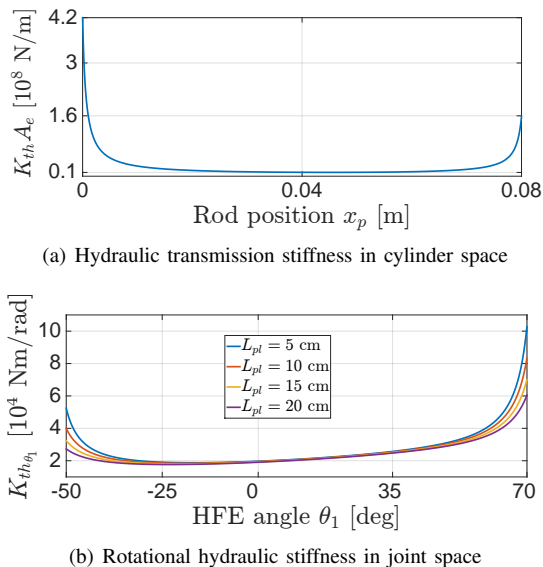 4.2
3
1.6
0.1
K_{th}A_e [10^8 N/m]
0
0.04
0.08
Rod position x_p [m]
(a) Hydraulic transmission stiffness in cylinder space
10
8
6
4
2
K_{th_{θ_1}} [10^4 Nm/rad]
L_{pl} = 5 cm
L_{pl} = 10 cm
L_{pl} = 15 cm
L_{pl} = 20 cm
-50
-25
0
35
70
HFE angle θ_1 [deg]
(b) Rotational hydraulic stiffness in joint space